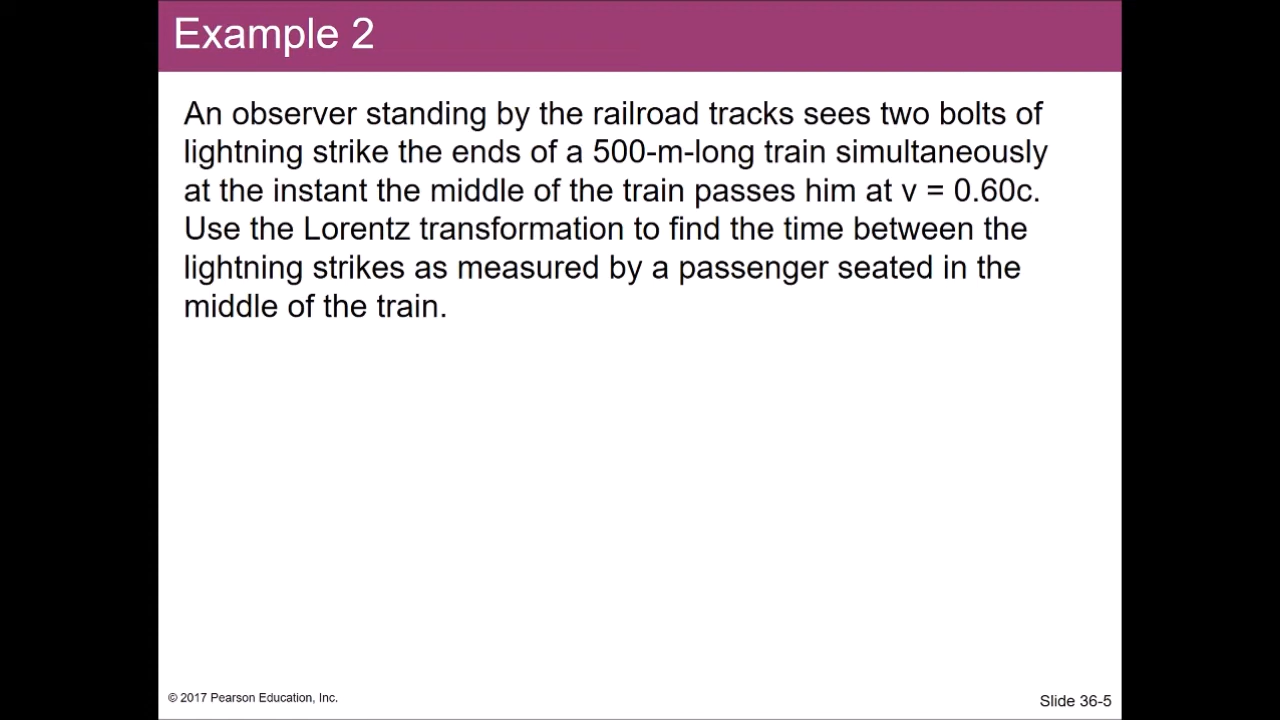 Example 2
An observer standing by the railroad tracks sees two bolts of
lightning strike the ends of a 500-m-long train simultaneously
at the instant the middle of the train passes him at v = 0.60c.
Use the Lorentz transformation to find the time between the
lightning strikes as measured by a passenger seated in the
middle of the train.
© 2017 Pearson Education, Inc.
Slide 36-5